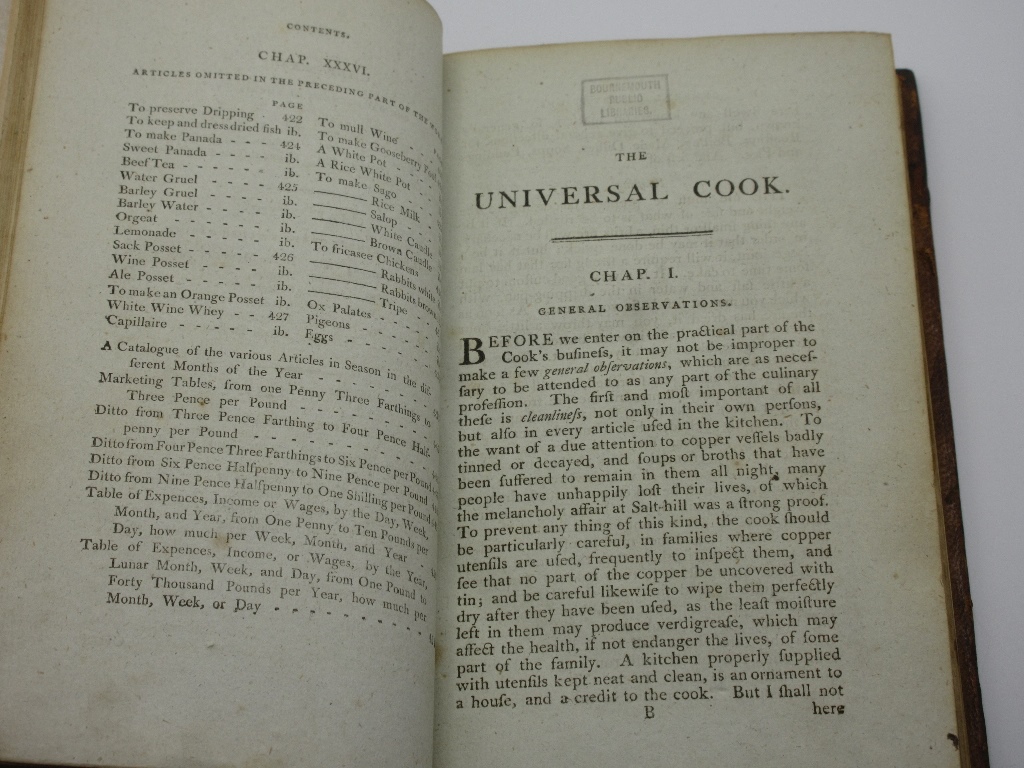 CONTENTS.
CHAP. XXXVI.
ARTICLES OMITTED IN THE PRECEDING PART OF THE
PAGE
To preserve Dripping 422
To keep and dress dried fish ib.
To make Panada - - - 424
Sweet Panada - - - ib.
Beef Tea - - - - - ib.
Water Gruel - - - - 425
Barley Gruel - - - - ib.
Barley Water - - - - ib.
Orgeat - - - - - ib.
Lemonade - - - - ib.
Sack Posset - - - - 426
Wine Posset - - - - ib.
Ale Posset - - - - ib.
To make an Orange Posset ib.
White Wine Whey - - 427
Capillaire - - - - ib.
To mull Wine
To make Gooseberry
A White Pot - - -
A Rice White Pot - -
To make Sago - - -
——— Rice Milk
——— Salop - - -
——— White Caudle
——— Brown Caudle
To fricasee Chickens
——— Rabbits white
——— Rabbits brown
——— Tripe - -
Ox Palates - - - -
Pigeons - - - - -
Eggs - - - - -
A Catalogue of the various Articles in Season in the dif-
ferent Months of the Year - - - - - -
Marketing Tables, from one Penny Three Farthings to
Three Pence per Pound - - - - - - -
Ditto from Three Pence Farthing to Four Pence Half-
penny per Pound - - - - - - - -
Ditto from Four Pence Three Farthings to Six Pence per Pound
Ditto from Six Pence Halfpenny to Nine Pence per Pound
Ditto from Nine Pence Halfpenny to One Shilling per Pound
Table of Expences, Income or Wages, by the Day, Week,
Month, and Year, from One Penny to Ten Pounds per
Day, how much per Week, Month, and Year - -
Table of Expences, Income, or Wages, by the Year,
Lunar Month, Week, and Day, from One Pound to
Forty Thousand Pounds per Year, how much per
Month, Week, or Day - - - - - - - -
BOURNEMOUTH
PUBLIC
LIBRARIES.
THE
UNIVERSAL COOK.
CHAP. I.
GENERAL OBSERVATIONS.
BEFORE we enter on the practical part of the
Cook's buſineſs, it may not be improper to
make a few general obſervations, which are as neceſ-
ſary to be attended to as any part of the culinary
profeſſion. The firſt and moſt important of all
theſe is cleanlineſs, not only in their own perſons,
but alſo in every article uſed in the kitchen. To
the want of a due attention to copper veſſels badly
tinned or decayed, and ſoups or broths that have
been ſuffered to remain in them all night, many
people have unhappily loſt their lives, of which
the melancholy affair at Salt-hill was a ſtrong proof.
To prevent any thing of this kind, the cook ſhould
be particularly careful, in families where copper
utenſils are uſed, frequently to inſpect them, and
ſee that no part of the copper be uncovered with
tin; and be careful likewiſe to wipe them perfectly
dry after they have been uſed, as the leaſt moiſture
left in them may produce verdigreaſe, which may
affect the health, if not endanger the lives, of ſome
part of the family. A kitchen properly ſupplied
with utenſils kept neat and clean, is an ornament to
a houſe, and a credit to the cook. But I ſhall not
B
here